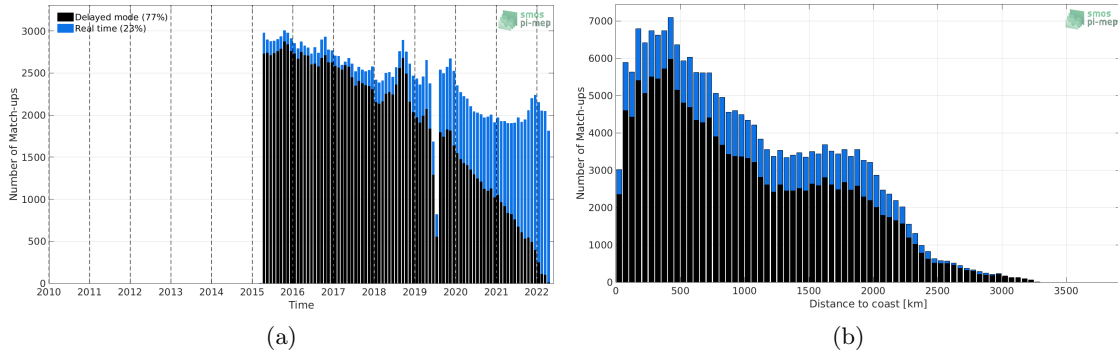 Delayed mode (77%)
Real time (23%)
smos
pi-mep
3000
2500
2000
1500
1000
500
0
Number of Match-ups
2010 2011 2012 2013 2014 2015 2016 2017 2018 2019 2020 2021 2022
Time
(a)
smos
pi-mep
7000
6000
5000
4000
3000
2000
1000
0
Number of Match-ups
0 500 1000 1500 2000 2500 3000 3500
Distance to coast [km]
(b)